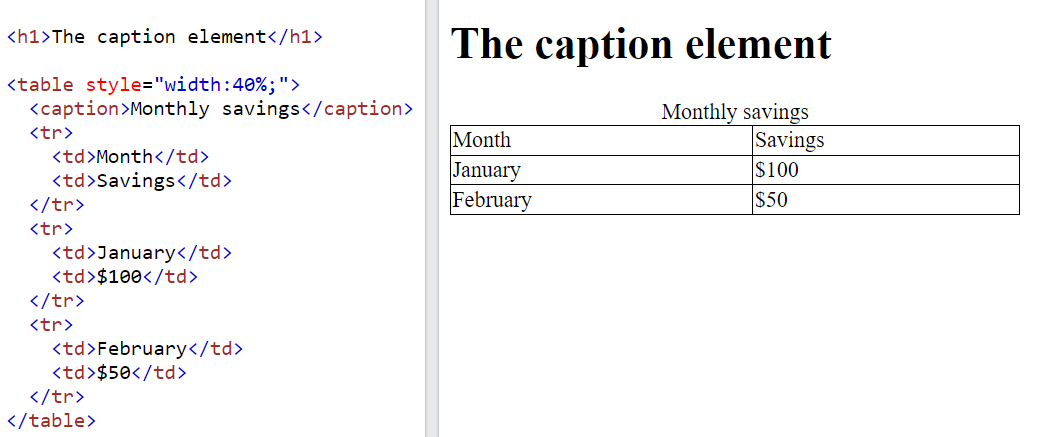 <h1>The caption element</h1>
<table style="width:40%;">
<caption>Monthly savings</caption>
<tr>
<td>Month</td>
<td>Savings</td>
</tr>
<tr>
<td>January</td>
<td>$100</td>
</tr>
<tr>
<td>February</td>
<td>$50</td>
</tr>
</table>
The caption element
Monthly savings
Month Savings
January $100
February $50